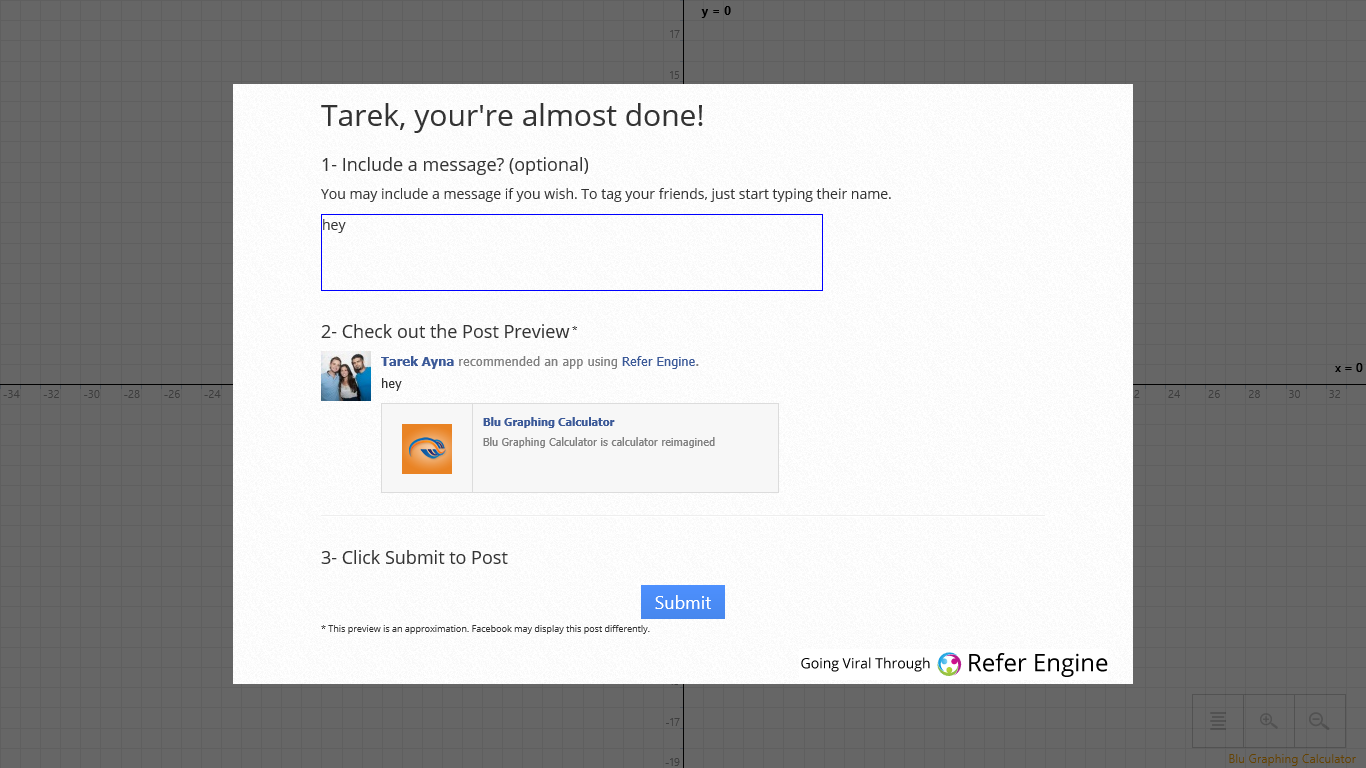 y = 0
17
15
Tarek, your're almost done!
1- Include a message? (optional)
You may include a message if you wish. To tag your friends, just start typing their name.
hey
2- Check out the Post Preview*
Tarek Ayna recommended an app using Refer Engine.
hey
x = 0
-34 -32 -30 -28 -26 -24 2 24 26 28 30 32
Blu Graphing Calculator
Blu Graphing Calculator is calculator reimagined
3- Click Submit to Post
Submit
* This preview is an approximation. Facebook may display this post differently.
Going Viral Through Refer Engine
-17
-19
Blu Graphing Calculator